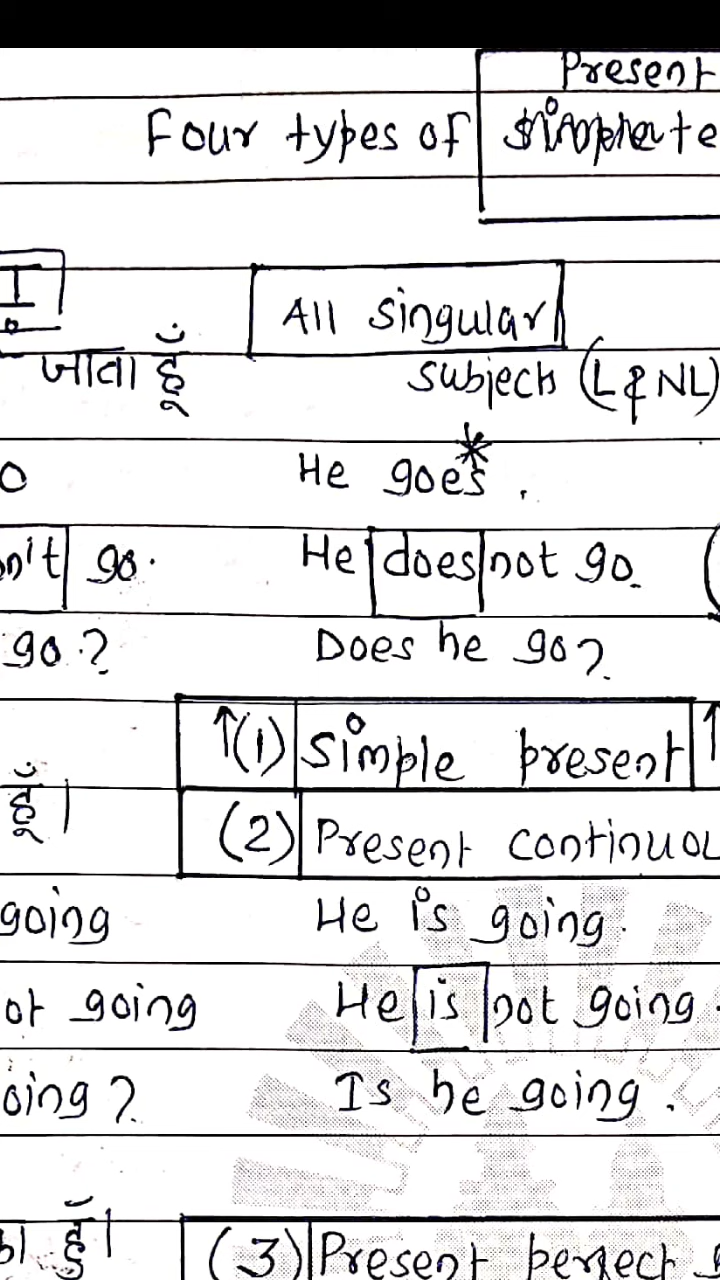 Present
Four types of
I
All singular
जाता हूँ
subject (L & NL)
He goes*.
n't go.
He does not go.
go?
Does he go?
↑(1) Simple present ↑
हूँ।
(2) Present continuou
going
He is going.
ot going
He is not going.
oing?
Is he going.
हूँ।
(3) Present perfect